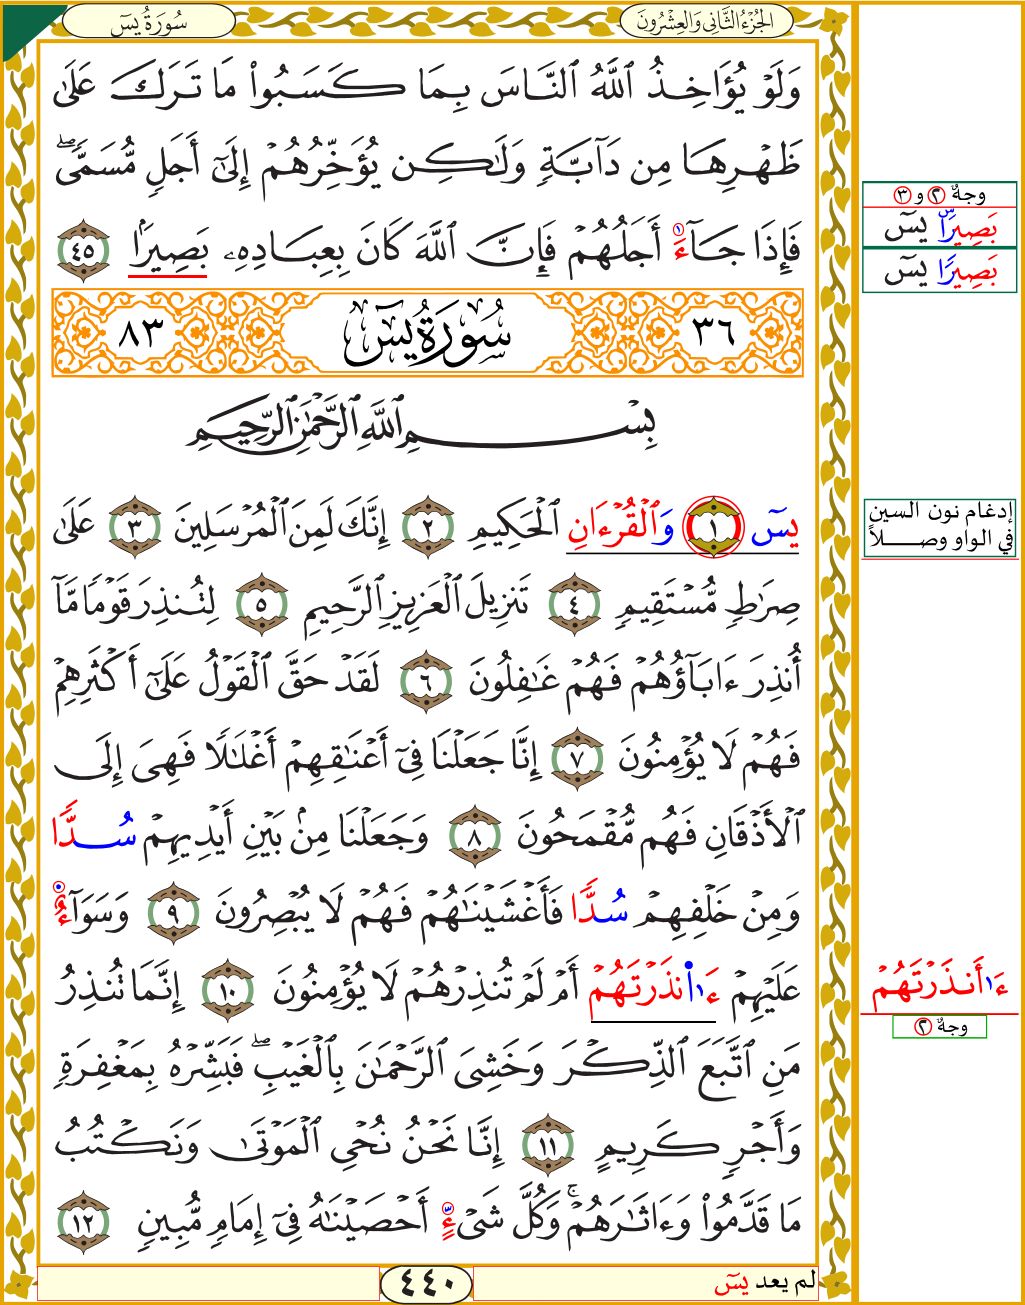 الجُزْءُ الثَّانِي وَالعِشْرُونَ
سُورَةُ يسٓ
وَلَوۡ يُؤَاخِذُ ٱللَّهُ ٱلنَّاسَ بِمَا كَسَبُواْ مَا تَرَكَ عَلَىٰ
ظَهۡرِهَا مِن دَآبَّةٖ وَلَٰكِن يُؤَخِّرُهُمۡ إِلَىٰٓ أَجَلٖ مُّسَمّٗىۖ
فَإِذَا جَآءَ أَجَلُهُمۡ فَإِنَّ ٱللَّهَ كَانَ بِعِبَادِهِۦ بَصِيرَۢا ٤٥
٣٦ سُورَةُ يسٓ ٨٣
بِسۡمِ ٱللَّهِ ٱلرَّحۡمَٰنِ ٱلرَّحِيمِ
يسٓ ١ وَٱلۡقُرۡءَانِ ٱلۡحَكِيمِ ٢ إِنَّكَ لَمِنَ ٱلۡمُرۡسَلِينَ ٣ عَلَىٰ
صِرَٰطٖ مُّسۡتَقِيمٖ ٤ تَنزِيلَ ٱلۡعَزِيزِ ٱلرَّحِيمِ ٥ لِتُنذِرَ قَوۡمٗا مَّآ
أُنذِرَ ءَابَآؤُهُمۡ فَهُمۡ غَٰفِلُونَ ٦ لَقَدۡ حَقَّ ٱلۡقَوۡلُ عَلَىٰٓ أَكۡثَرِهِمۡ
فَهُمۡ لَا يُؤۡمِنُونَ ٧ إِنَّا جَعَلۡنَا فِيٓ أَعۡنَٰقِهِمۡ أَغۡلَٰلٗا فَهِيَ إِلَى
ٱلۡأَذۡقَانِ فَهُم مُّقۡمَحُونَ ٨ وَجَعَلۡنَا مِنۢ بَيۡنِ أَيۡدِيهِمۡ سُدّٗا
وَمِنۡ خَلۡفِهِمۡ سُدّٗا فَأَغۡشَيۡنَٰهُمۡ فَهُمۡ لَا يُبۡصِرُونَ ٩ وَسَوَآءٌ
عَلَيۡهِمۡ ءَا۬نذَرۡتَهُمۡ أَمۡ لَمۡ تُنذِرۡهُمۡ لَا يُؤۡمِنُونَ ١٠ إِنَّمَا تُنذِرُ
مَنِ ٱتَّبَعَ ٱلذِّكۡرَ وَخَشِيَ ٱلرَّحۡمَٰنَ بِٱلۡغَيۡبِۖ فَبَشِّرۡهُ بِمَغۡفِرَةٖ
وَأَجۡرٖ كَرِيمٍ ١١ إِنَّا نَحۡنُ نُحۡيِ ٱلۡمَوۡتَىٰ وَنَكۡتُبُ
مَا قَدَّمُواْ وَءَاثَٰرَهُمۡۚ وَكُلَّ شَيۡءٍ أَحۡصَيۡنَٰهُ فِيٓ إِمَامٖ مُّبِينٖ ١٢
لم يعد يسٓ
٤٤٠
وجهٌ ٢ و ٣
بَصِيرٗا يسٓ
بَصِيرٗا يسٓ
إدغام نون السين
في الواو وصلاً
ءَا۬أَنذَرۡتَهُمۡ
وجهٌ ٢